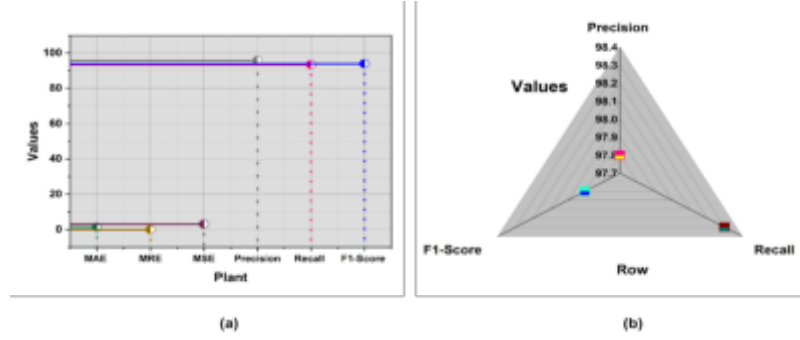 100
80
60
40
20
0
Values
MAE
MRE
MSE
Precision
Recall
F1-Score
Plant
(a)
Precision
98.4
98.3
98.2
98.1
98.0
97.9
97.8
97.7
Values
F1-Score
Recall
Row
(b)